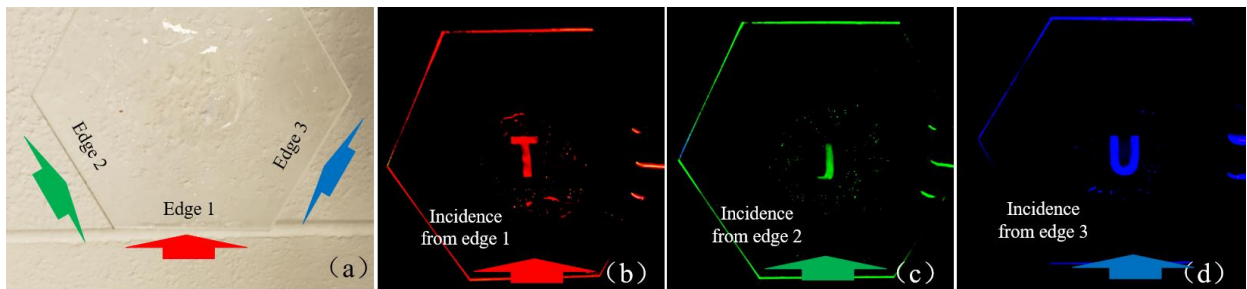 Edge 2
Edge 3
Edge 1
(a)
T
Incidence
from edge 1
(b)
J
Incidence
from edge 2
(c)
U
Incidence
from edge 3
(d)